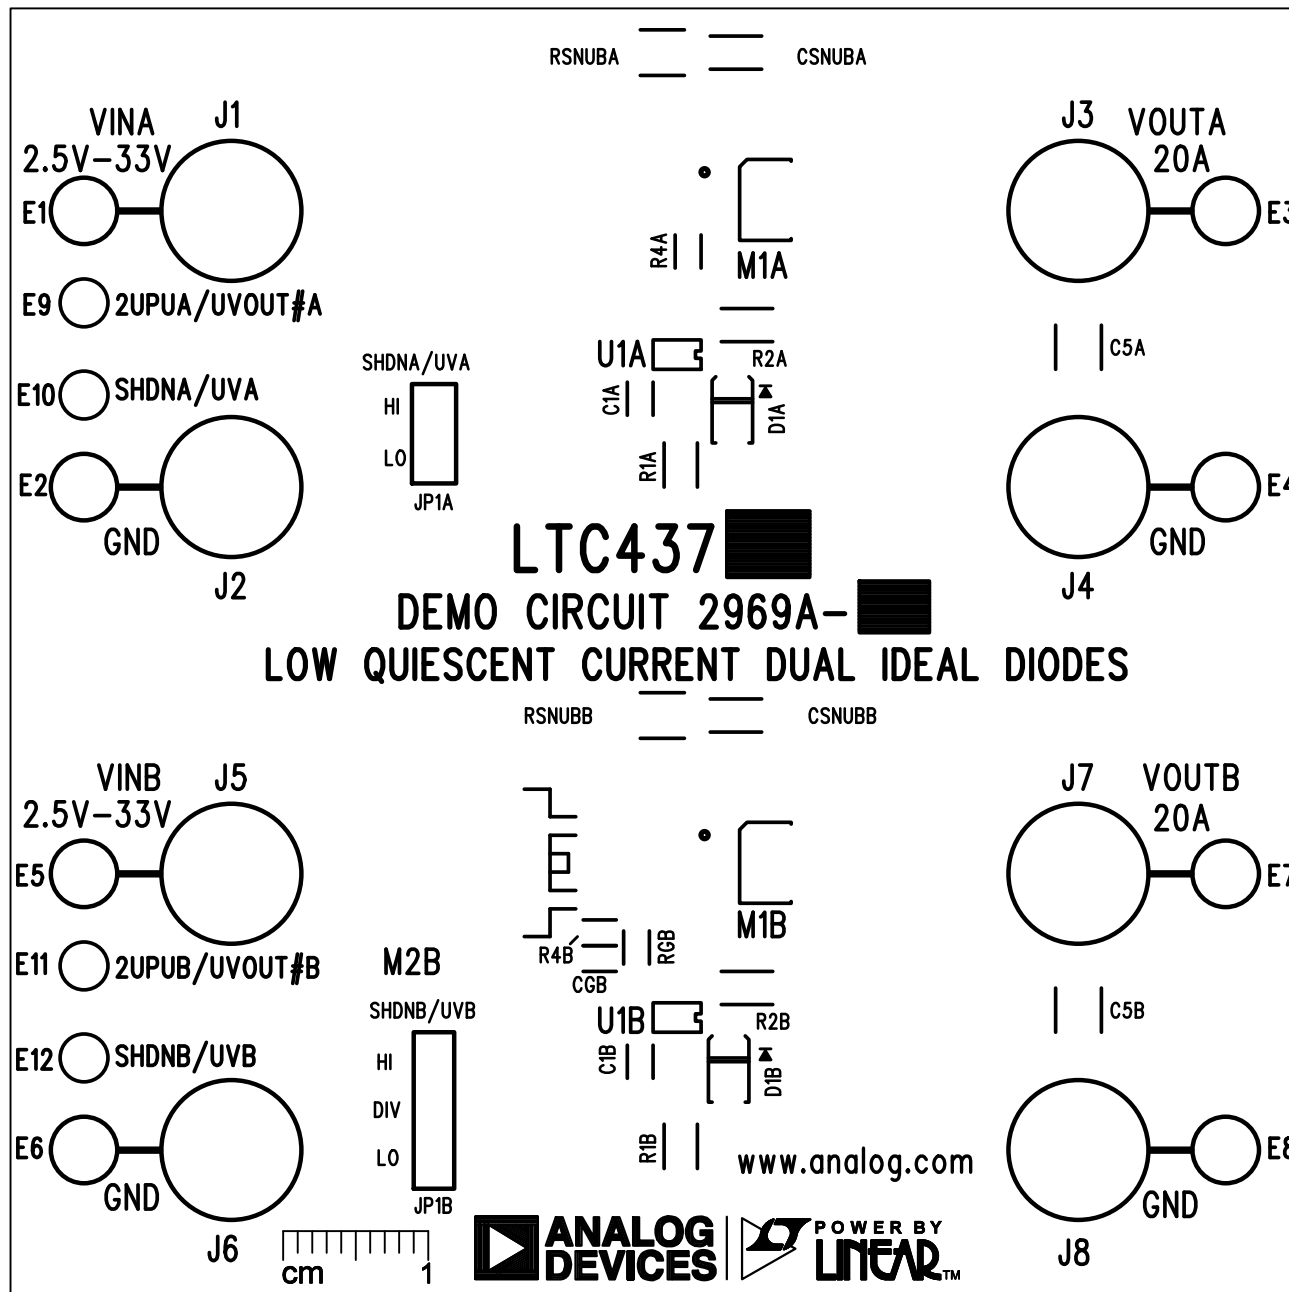 RSNUBA
CSNUBA
VINA
2.5V-33V
J1
J3
VOUTA
20A
E1
E3
M1A
R4A
E9
2UPUA/UVOUT#A
U1A
R2A
C5A
SHDNA/UVA
HI
LO
JP1A
C1A
D1A
R1A
E10
SHDNA/UVA
E2
E4
GND
GND
J2
J4
LTC437
DEMO CIRCUIT 2969A-
LOW QUIESCENT CURRENT DUAL IDEAL DIODES
RSNUBB
CSNUBB
VINB
2.5V-33V
J5
J7
VOUTB
20A
E5
E7
M1B
R4B
RGB
CGB
E11
2UPUB/UVOUT#B
M2B
SHDNB/UVB
HI
DIV
LO
JP1B
U1B
R2B
C5B
C1B
D1B
R1B
E12
SHDNB/UVB
E6
E8
GND
GND
J6
J8
www.analog.com
cm 1
ANALOG
DEVICES
POWER BY
LINEAR™